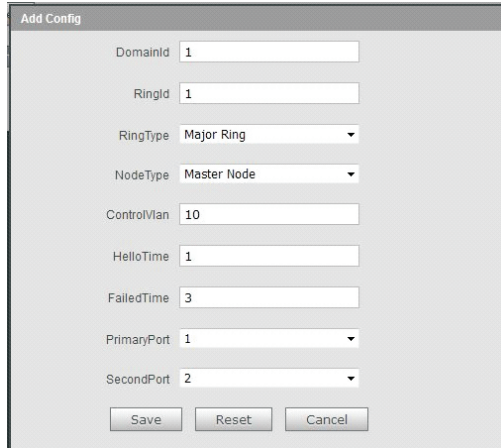 Add Config
DomainId 1
RingId 1
RingType Major Ring
NodeType Master Node
ControlVlan 10
HelloTime 1
FailedTime 3
PrimaryPort 1
SecondPort 2
Save Reset Cancel